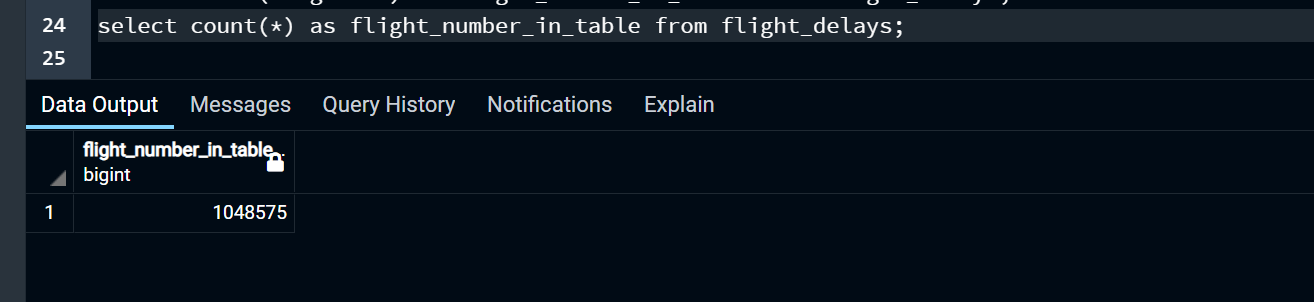 24 select count(*) as flight_number_in_table from flight_delays;
25
Data Output Messages Query History Notifications Explain
flight_number_in_table
bigint
1 1048575